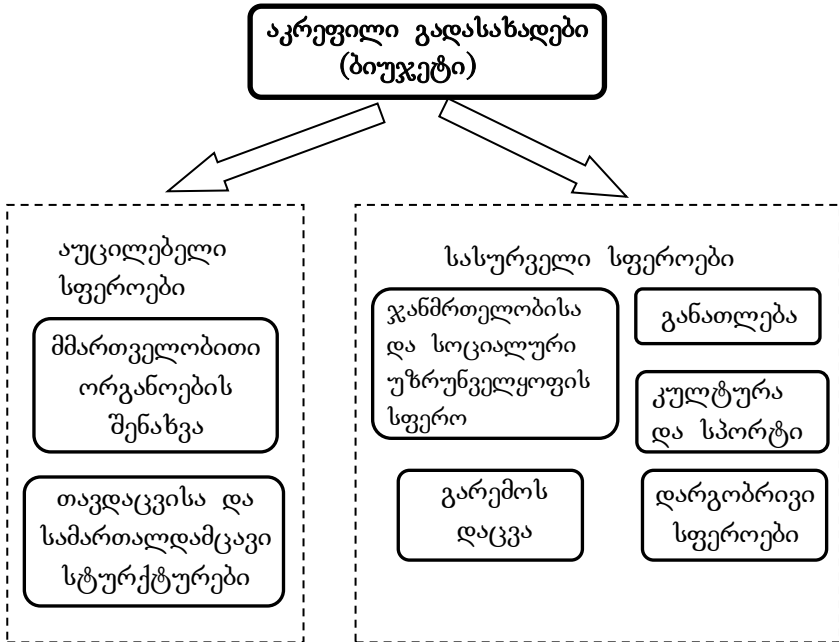 აკრეფილი გადასახადები
(ბიუჯეტი)
აუცილებელი
სფეროები
მმართველობითი
ორგანოების
შენახვა
თავდაცვისა და
სამართალდამცავი
სტურქტურები
სასურველი სფეროები
ჯანმრთელობისა
და სოციალური
უზრუნველყოფის
სფერო
განათლება
კულტურა
და სპორტი
გარემოს
დაცვა
დარგობრივი
სფეროები